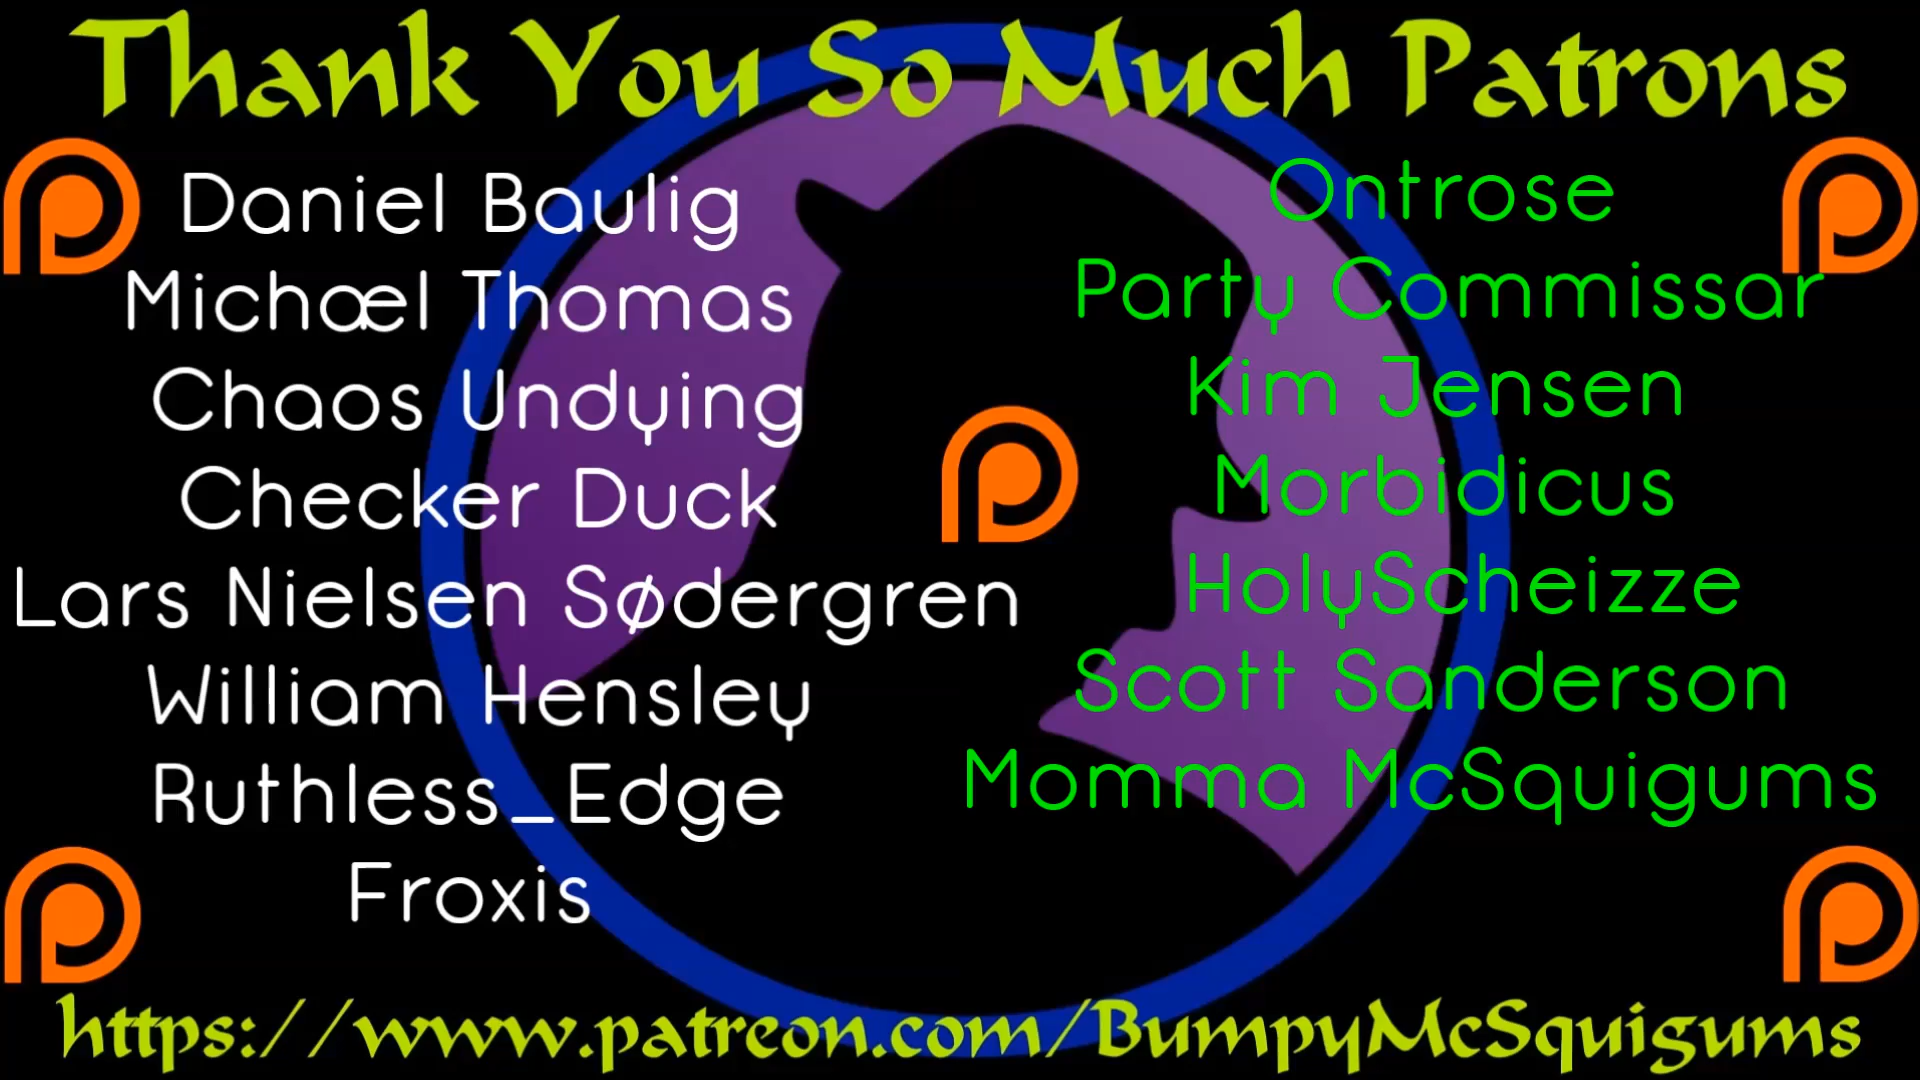 Thank You So Much Patrons
Daniel Baulig
Michæl Thomas
Chaos Undying
Checker Duck
Lars Nielsen Sødergren
William Hensley
Ruthless_Edge
Froxis
Ontrose
Party Commissar
Kim Jensen
Morbidicus
HolyScheizze
Scott Sanderson
Momma McSquigums
https://www.patreon.com/BumpyMcSquigums